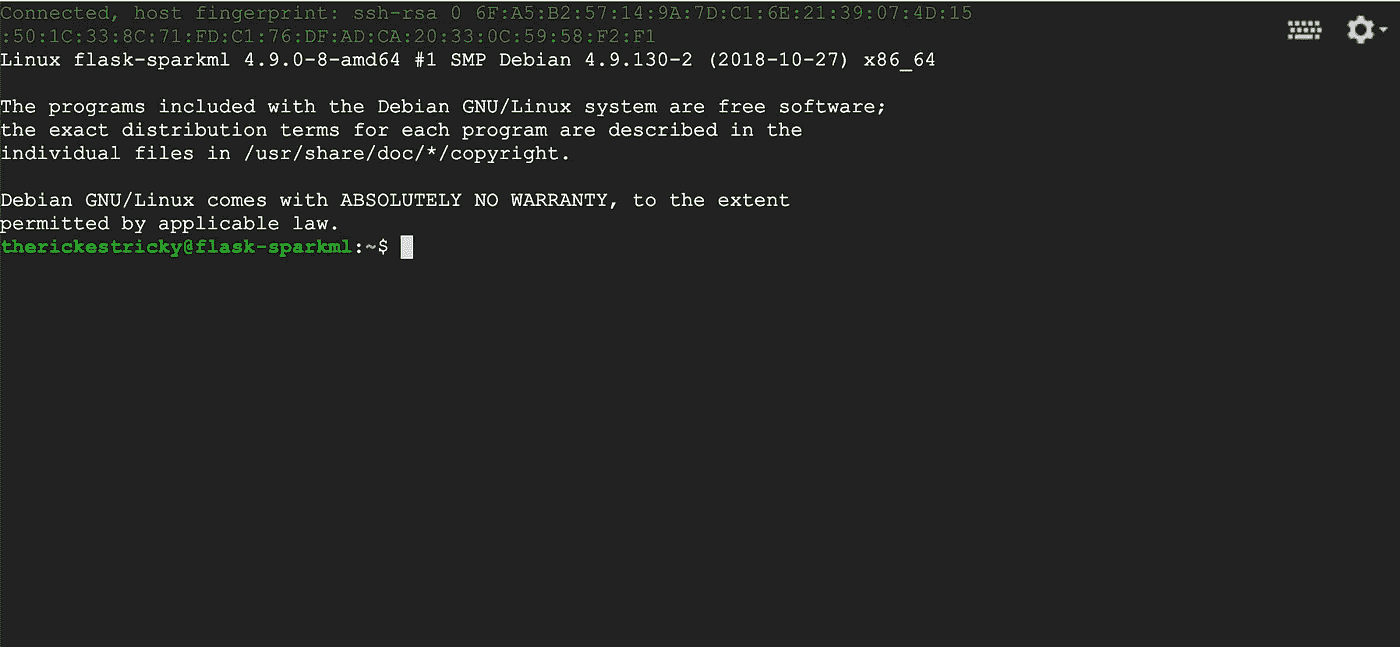 Connected, host fingerprint: ssh-rsa 0 6F:A5:B2:57:14:9A:7D:C1:6E:21:39:07:4D:15
:50:1C:33:8C:71:FD:C1:76:DF:AD:CA:20:33:0C:59:58:F2:F1
Linux flask-sparkml 4.9.0-8-amd64 #1 SMP Debian 4.9.130-2 (2018-10-27) x86_64
The programs included with the Debian GNU/Linux system are free software;
the exact distribution terms for each program are described in the
individual files in /usr/share/doc/*/copyright.
Debian GNU/Linux comes with ABSOLUTELY NO WARRANTY, to the extent
permitted by applicable law.
therickestricky@flask-sparkml:~$